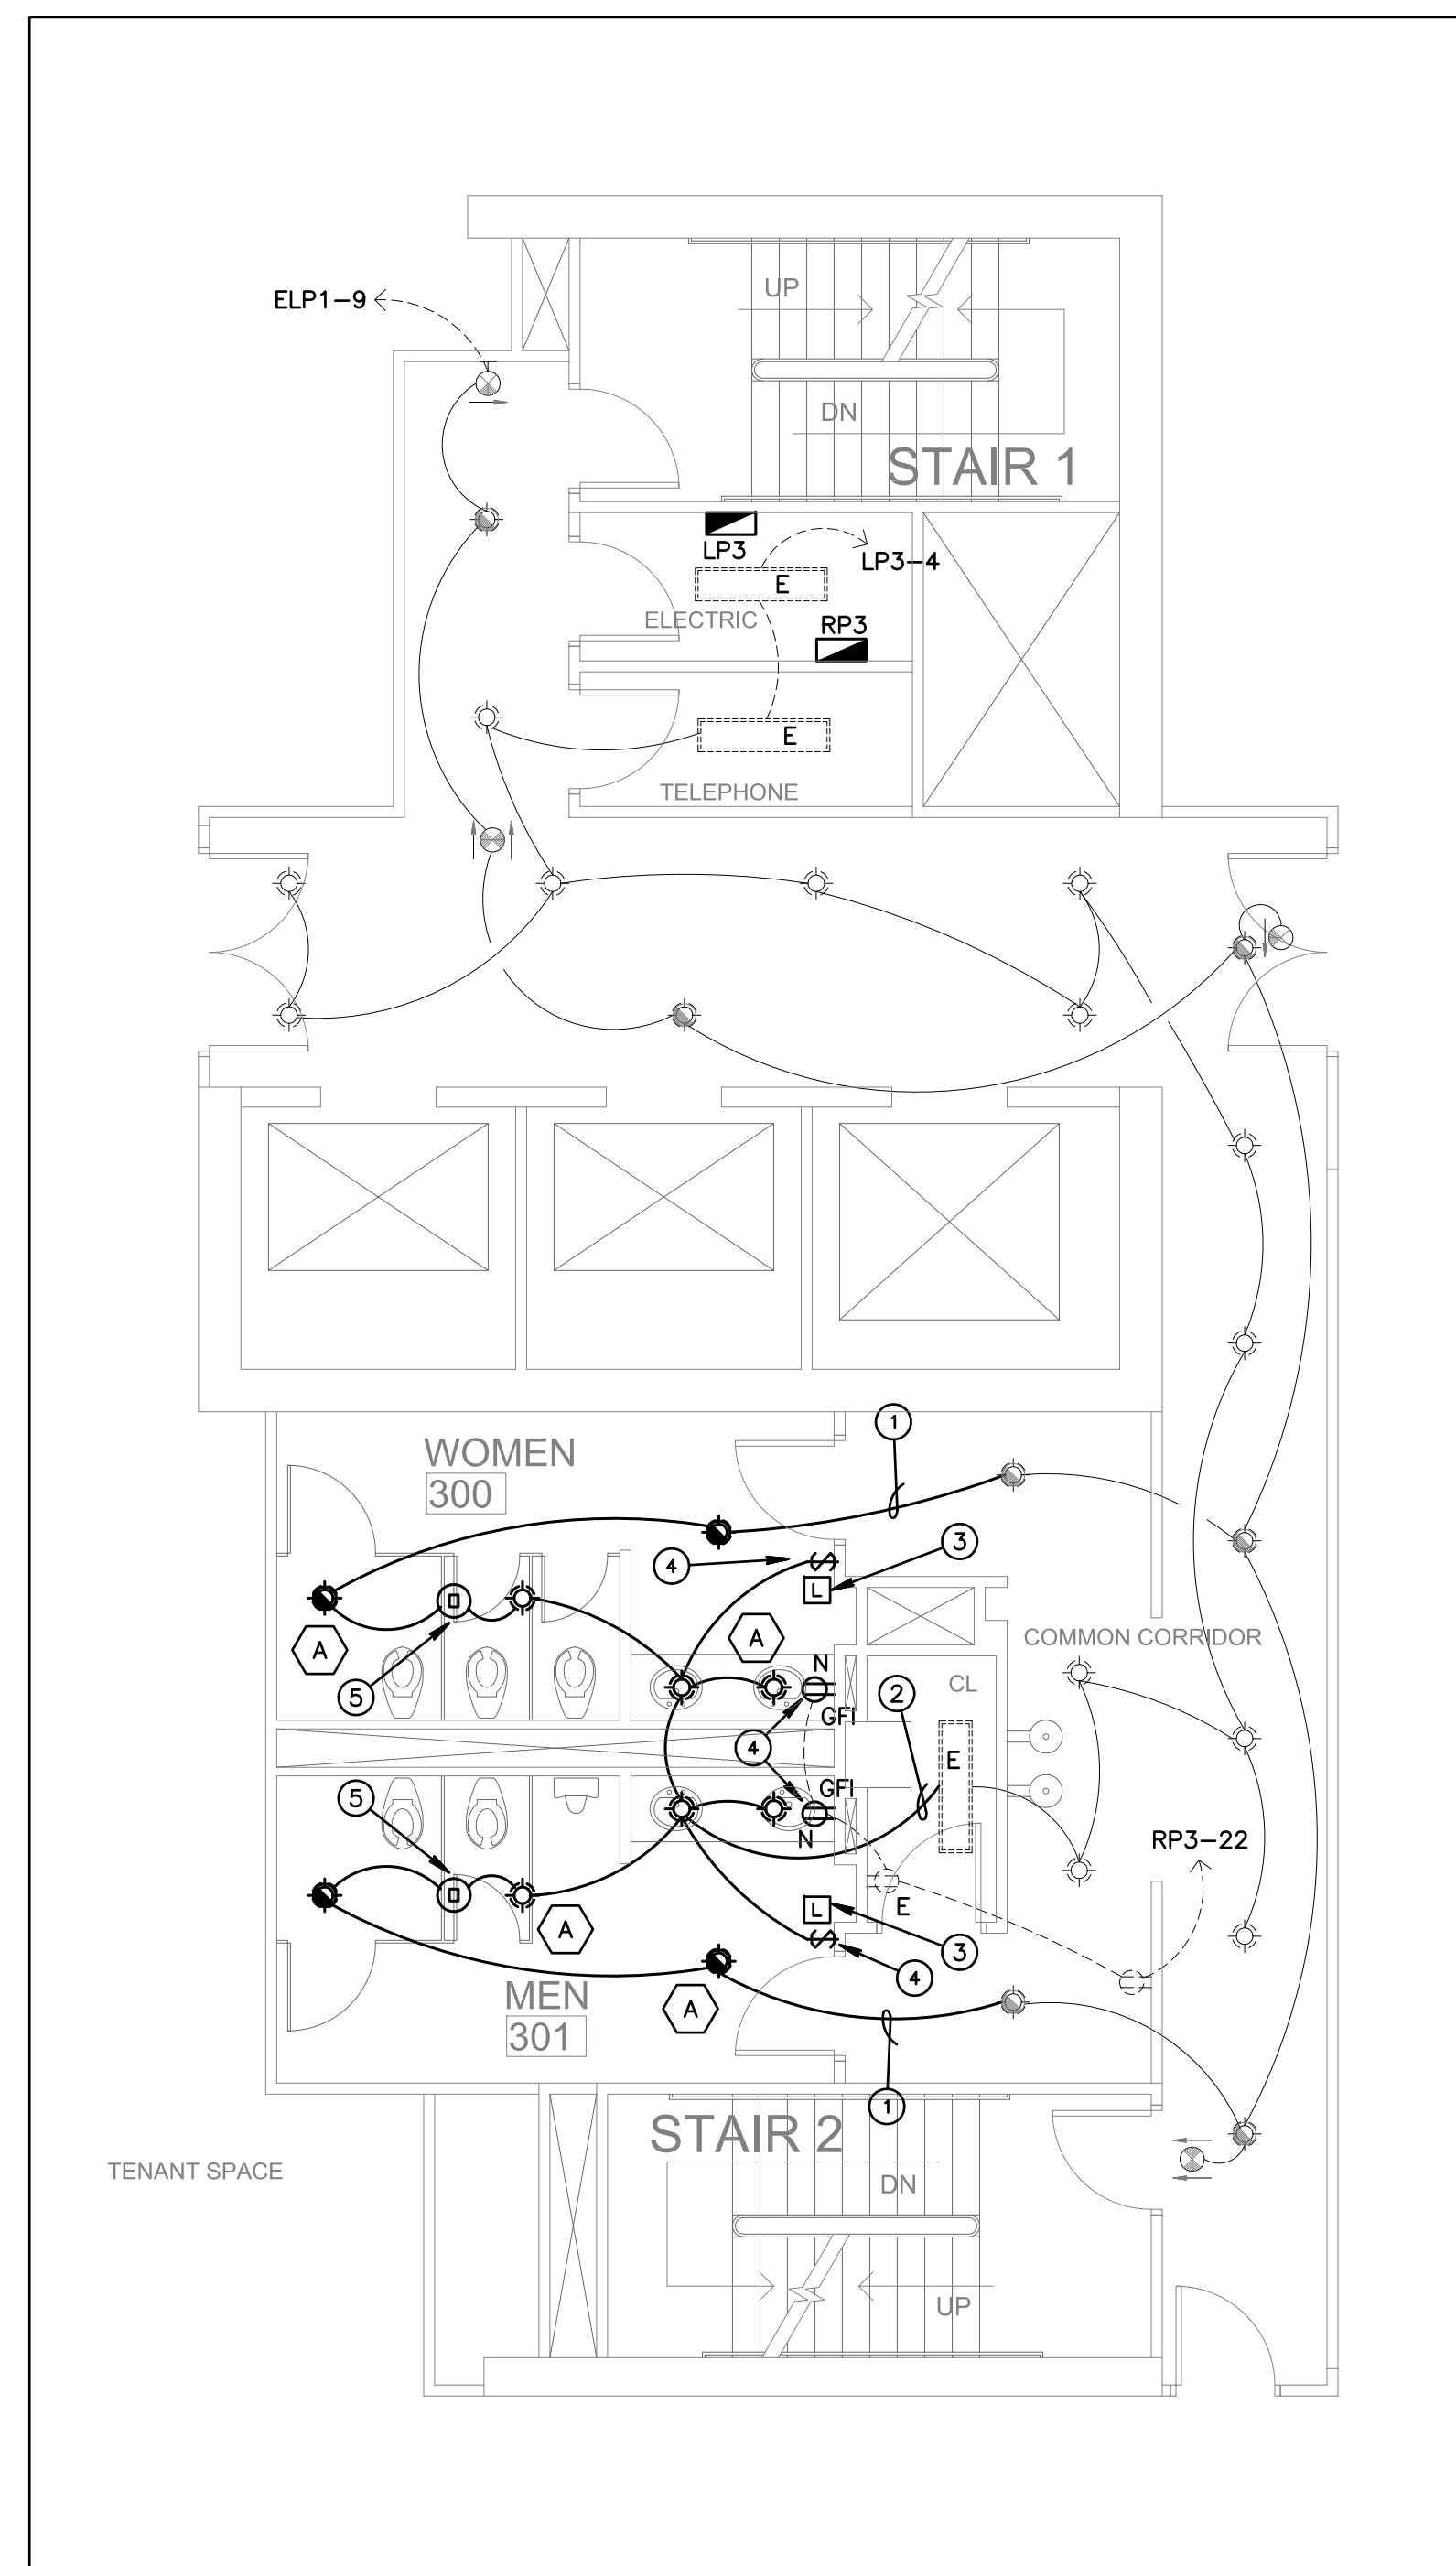 UP
ELP1-9
DN
STAIR 1
LP3
LP3-4
E
ELECTRIC
RP3
E
TELEPHONE
1
WOMEN
300
4
3
L
A
A
COMMON CORRIDOR
N
CL
5
2
GFI
4
E
GFI
5
N
RP3-22
L
E
A
3
4
MEN
A
301
1
STAIR 2
TENANT SPACE
DN
UP